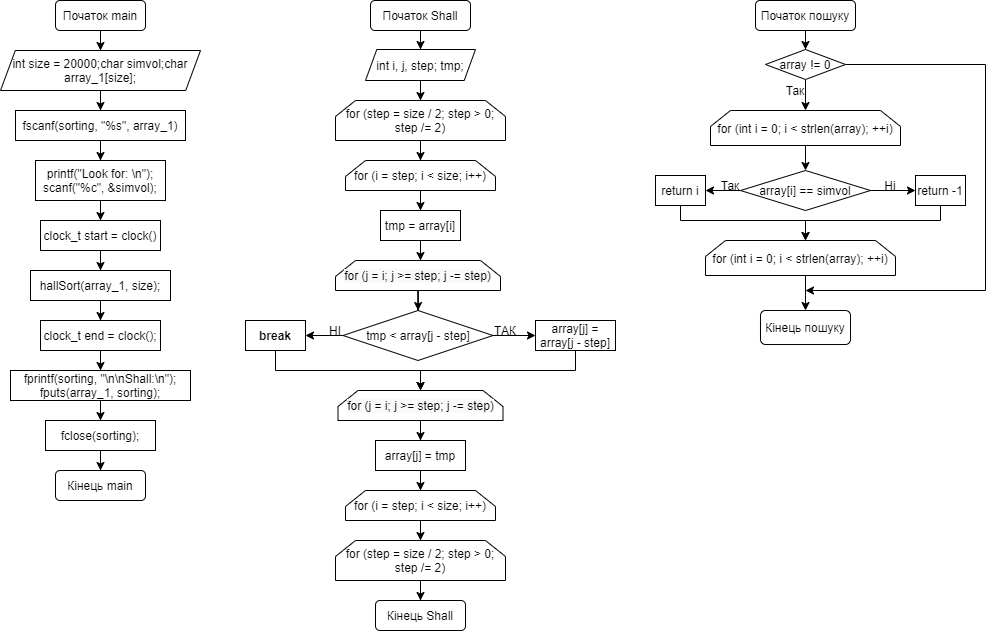 Початок main
int size = 20000;char simvol;char
array_1[size];
fscanf(sorting, "%s", array_1)
printf("Look for: \n");
scanf("%c", &simvol);
clock_t start = clock()
hallSort(array_1, size);
clock_t end = clock();
fprintf(sorting, "\n\nShall:\n");
fputs(array_1, sorting);
fclose(sorting);
Кінець main
Початок Shall
int i, j, step; tmp;
for (step = size / 2; step > 0;
step /= 2)
for (i = step; i < size; i++)
tmp = array[i]
for (j = i; j >= step; j -= step)
tmp < array[j - step]
НІ
break
ТАК
array[j] =
array[j - step]
for (j = i; j >= step; j -= step)
array[j] = tmp
for (i = step; i < size; i++)
for (step = size / 2; step > 0;
step /= 2)
Кінець Shall
Початок пошуку
array != 0
Так
for (int i = 0; i < strlen(array); ++i)
array[i] == simvol
Так
return i
Ні
return -1
for (int i = 0; i < strlen(array); ++i)
Кінець пошуку